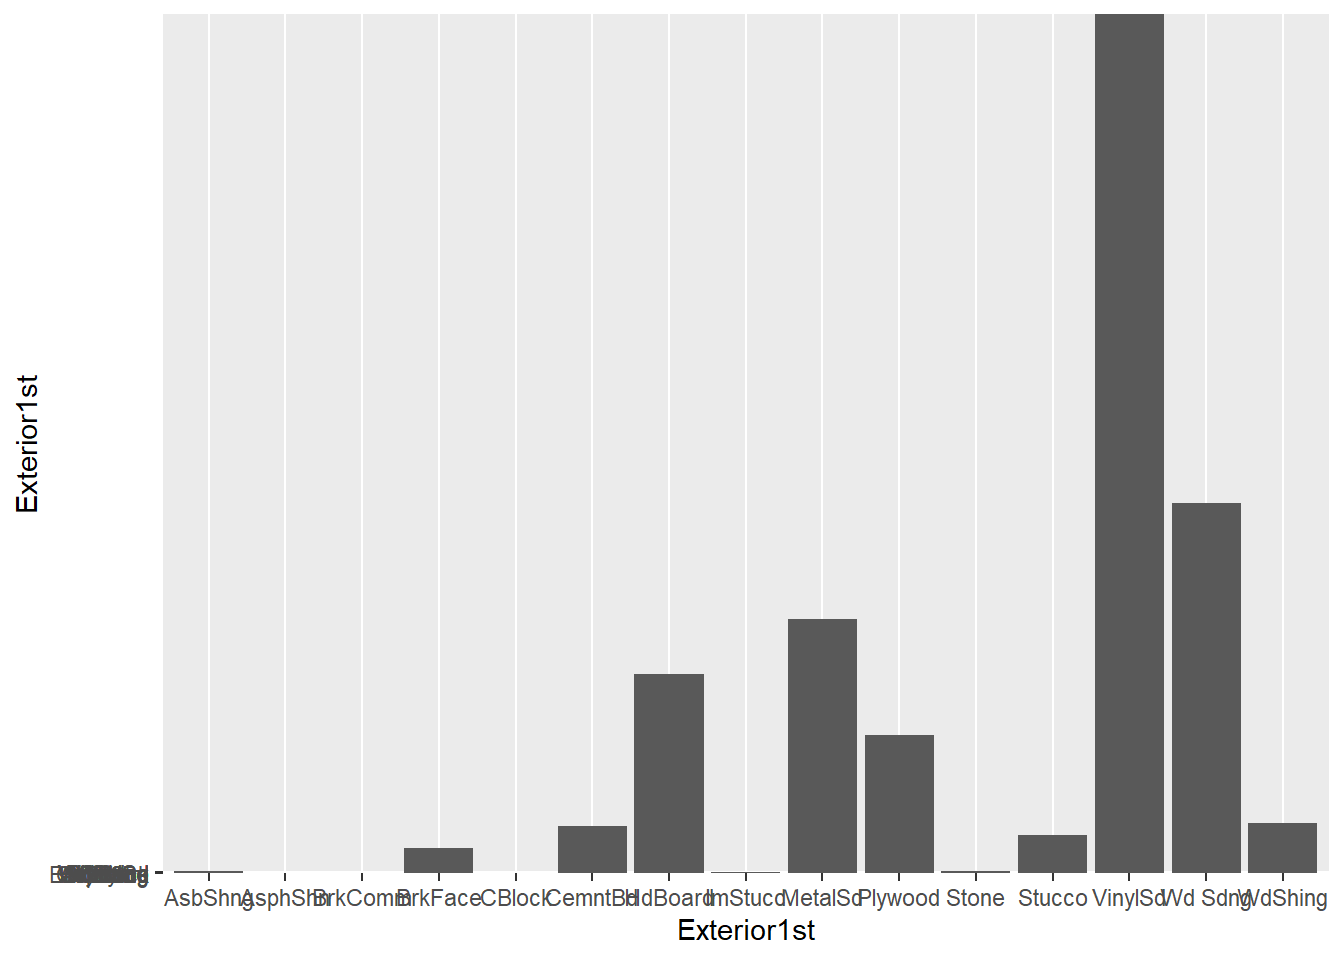 Exterior1st
AsbShng AsphShn BrkComm BrkFace CBlock CemntBd HdBoard ImStucc MetalSd Plywood Stone Stucco VinylSd Wd Sdng WdShing
Exterior1st